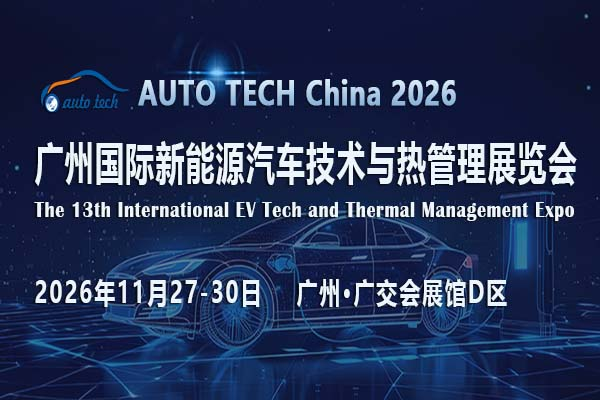 auto tech
AUTO TECH China 2026
广州国际新能源汽车技术与热管理展览会
The 13th International EV Tech and Thermal Management Expo
2026年11月27-30日 广州·广交会展馆D区